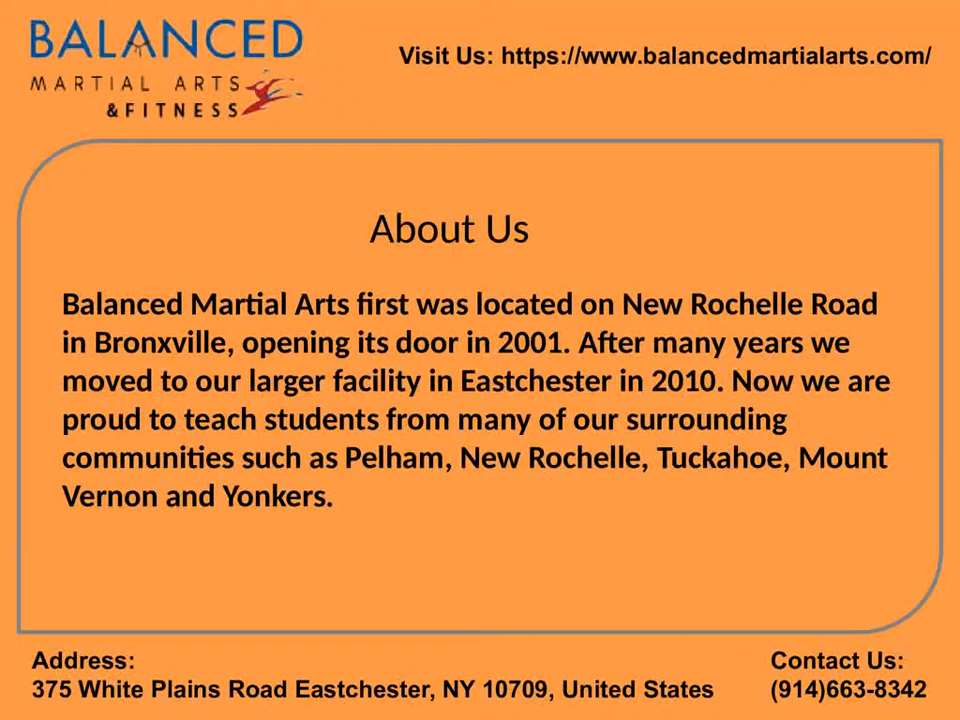 BALANCED
MARTIAL ARTS
&FITNESS
Visit Us: https://www.balancedmartialarts.com/
About Us
Balanced Martial Arts first was located on New Rochelle Road
in Bronxville, opening its door in 2001. After many years we
moved to our larger facility in Eastchester in 2010. Now we are
proud to teach students from many of our surrounding
communities such as Pelham, New Rochelle, Tuckahoe, Mount
Vernon and Yonkers.
Address:
375 White Plains Road Eastchester, NY 10709, United States
Contact Us:
(914)663-8342